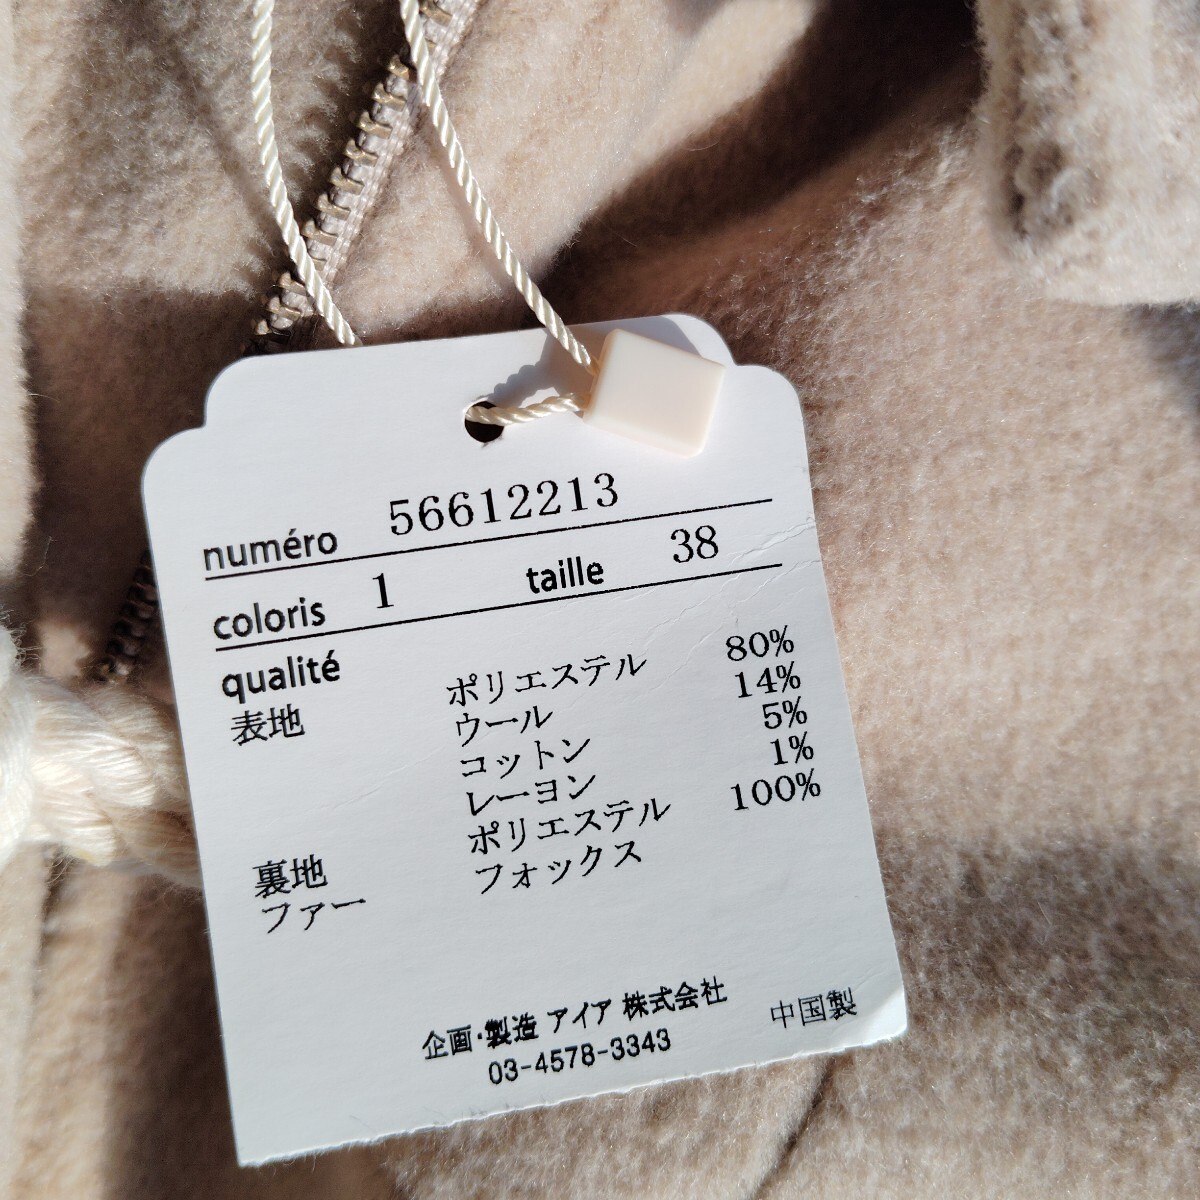 numéro 56612213
coloris 1 taille 38
qualité
表地 ポリエステル 80%
ウール 14%
コットン 5%
レーヨン 1%
裏地 ポリエステル 100%
ファー フォックス
企画・製造 アイア 株式会社
03-4578-3343
中国製